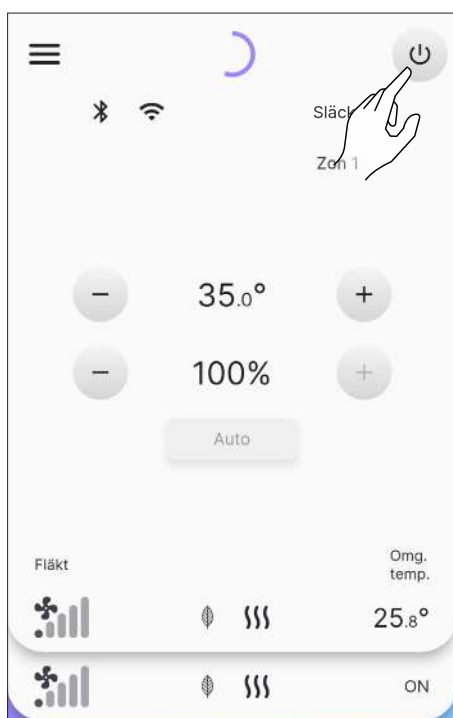 Släck
Zon 1
− 35.0° +
− 100% +
Auto
Fläkt
Omg.
temp.
25.8°
ON